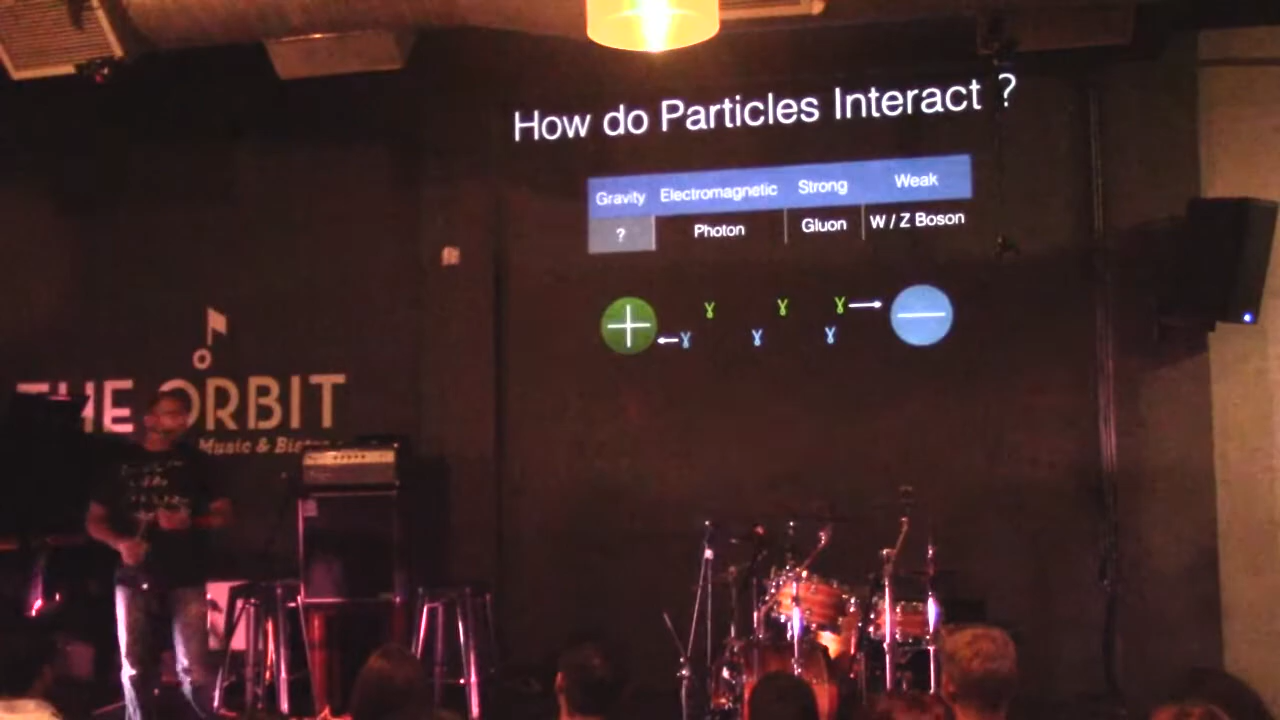 How do Particles Interact ?
Gravity Electromagnetic Strong Weak
? Photon Gluon W / Z Boson
γ γ γ
γ γ γ
THE ORBIT
Music & Bistro